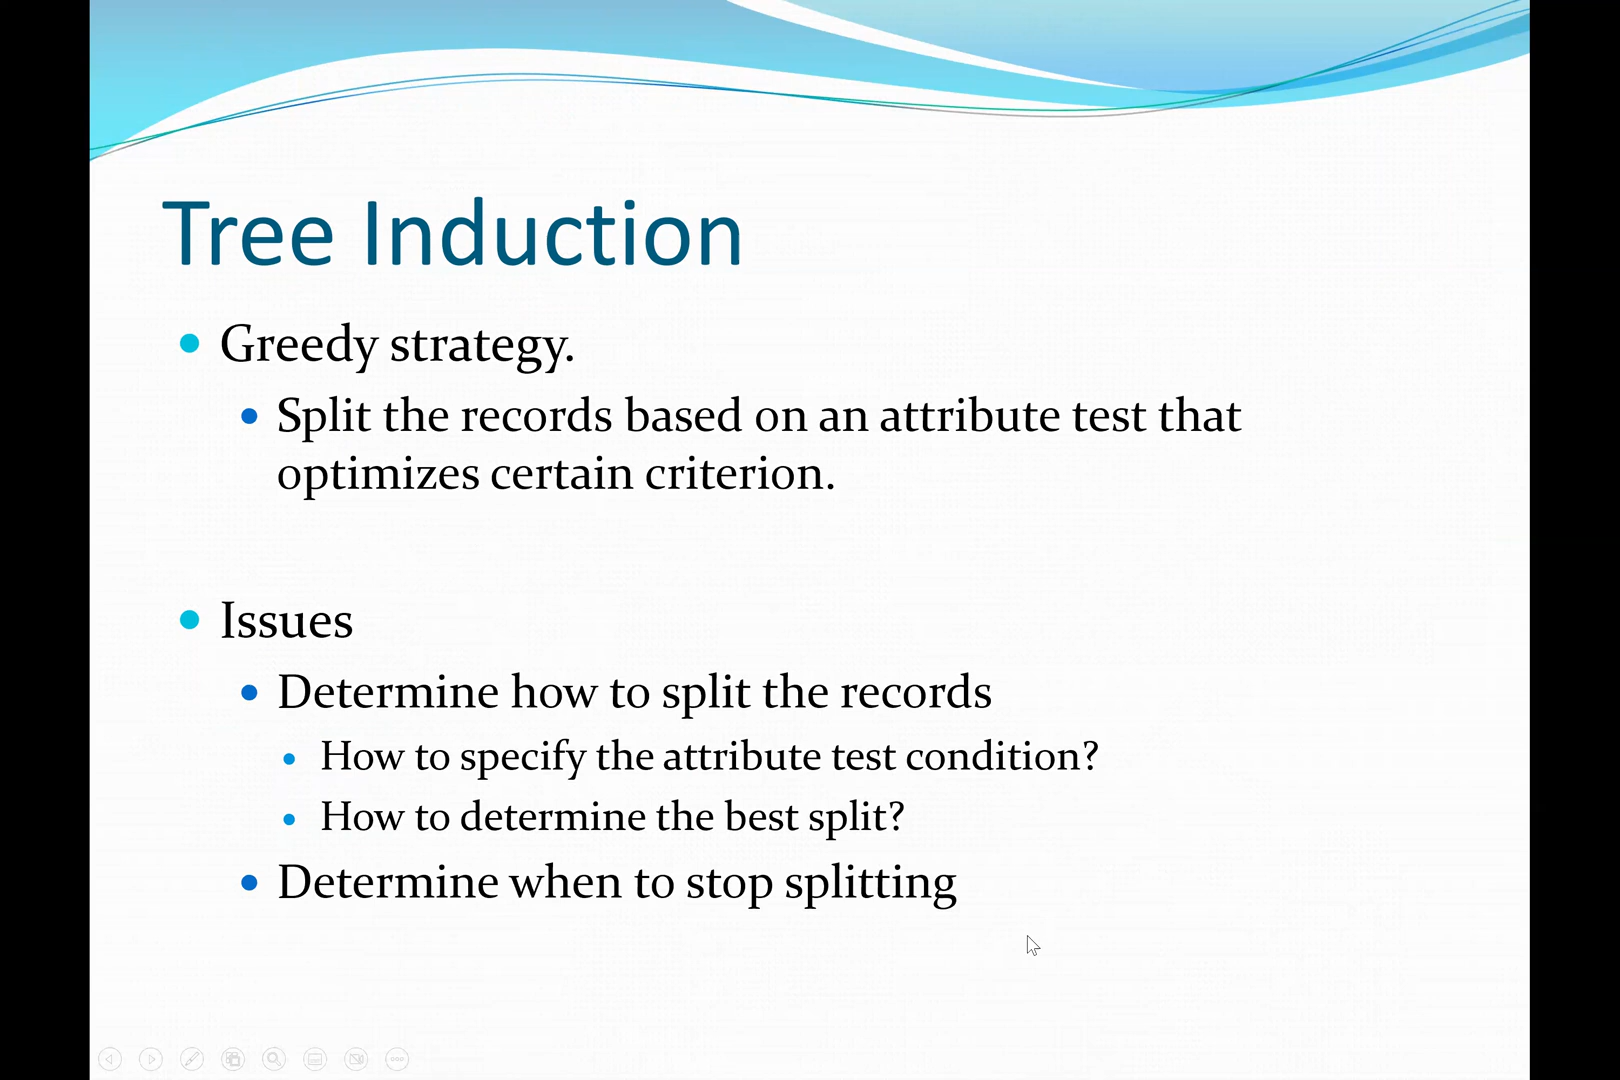 Tree Induction
Greedy strategy.
Split the records based on an attribute test that
optimizes certain criterion.
Issues
Determine how to split the records
How to specify the attribute test condition?
How to determine the best split?
Determine when to stop splitting